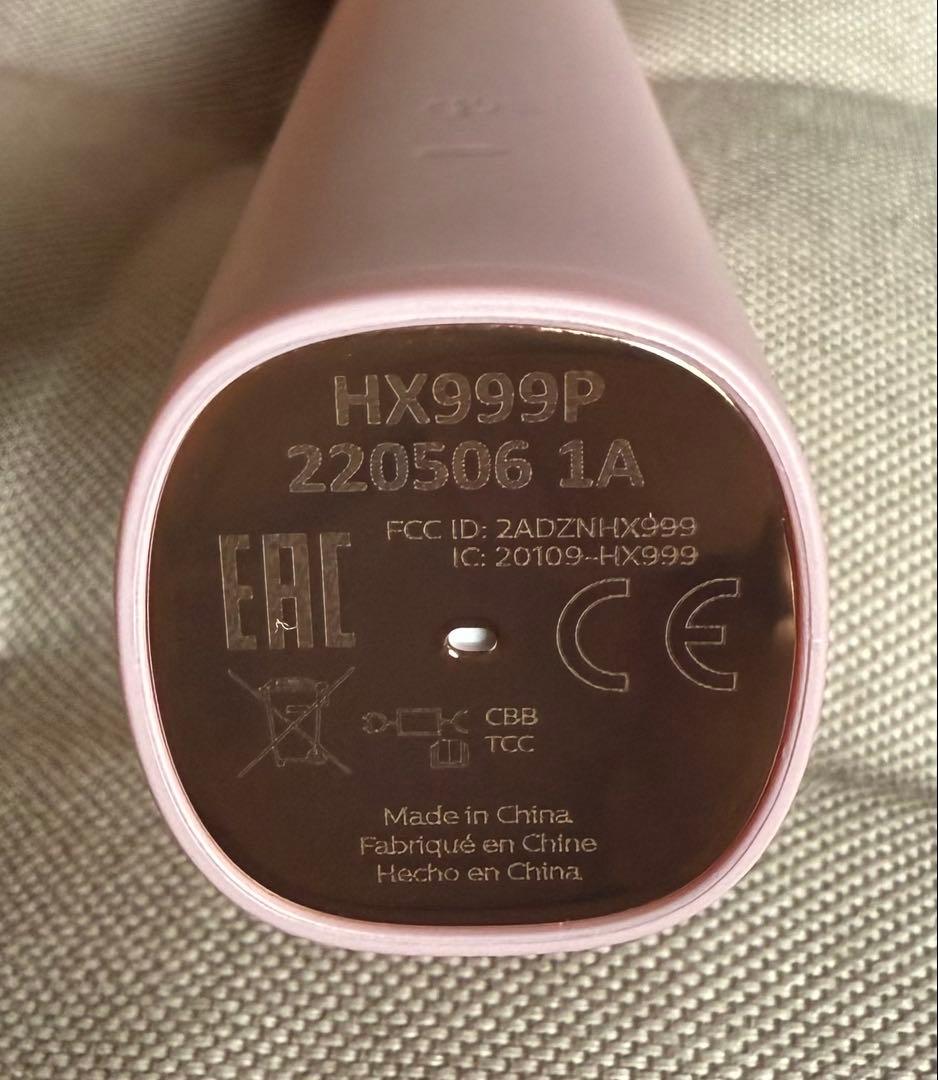 HX999P
220506 1A
FCC ID: 2ADZNHX999
IC: 20109-HX999
EAC
CE
CBB
TCC
Made in China
Fabriqué en Chine
Hecho en China